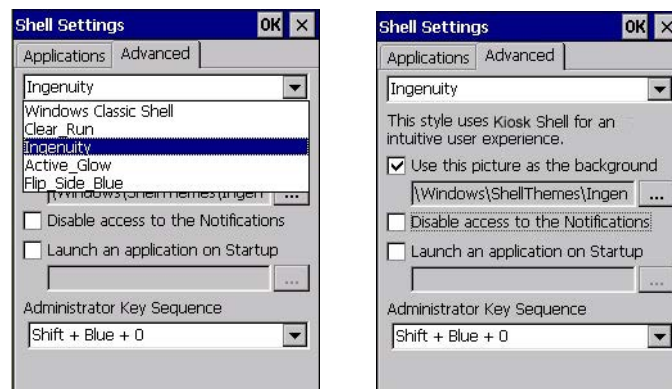 Shell Settings OK ×
Applications Advanced
Ingenuity
Windows Classic Shell
Clear_Run
Ingenuity
Active_Glow
Flip_Side_Blue
\Windows\ShellThemes\Ingen ...
Disable access to the Notifications
Launch an application on Startup
...
Administrator Key Sequence
Shift + Blue + 0
Shell Settings OK ×
Applications Advanced
Ingenuity
This style uses Kiosk Shell for an
intuitive user experience.
Use this picture as the background
\Windows\ShellThemes\Ingen ...
Disable access to the Notifications
Launch an application on Startup
...
Administrator Key Sequence
Shift + Blue + 0